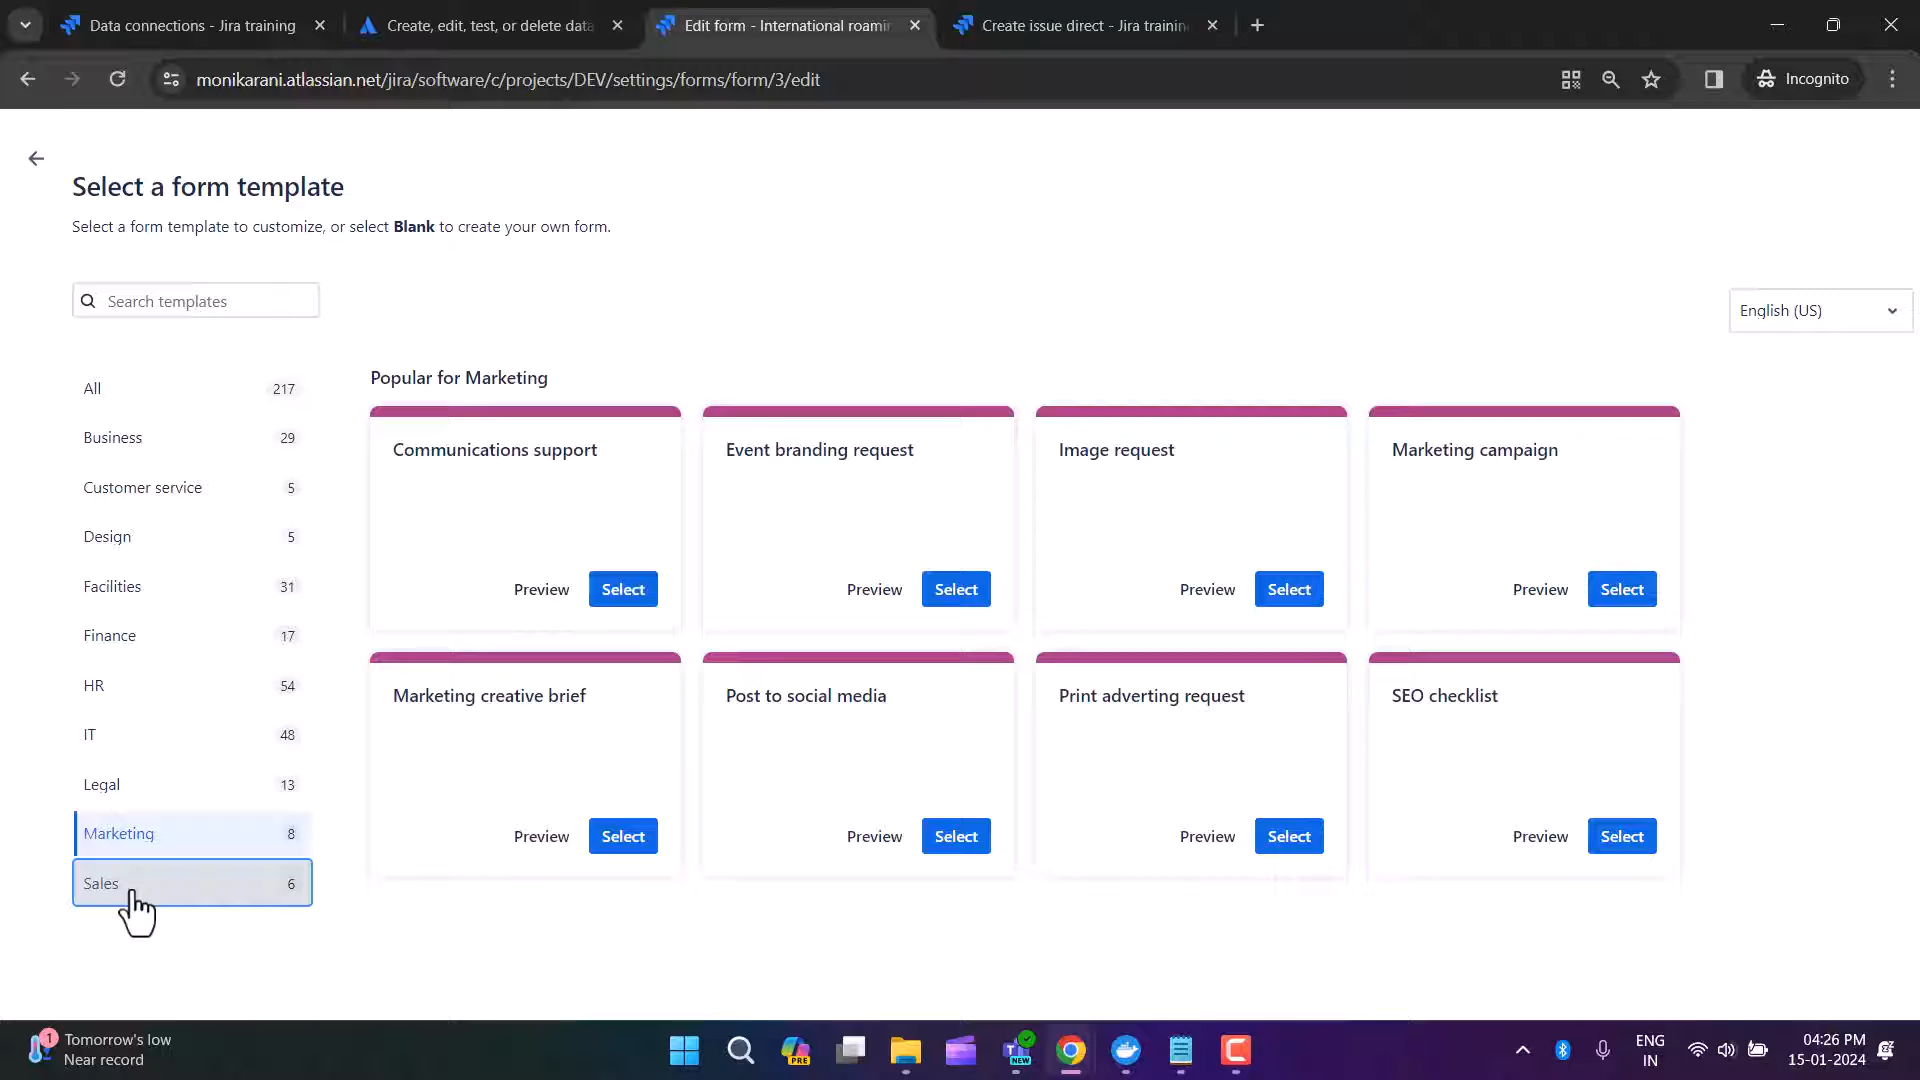 Data connections - Jira training
Create, edit, test, or delete data
Edit form - International roamin
Create issue direct - Jira trainin
monikarani.atlassian.net/jira/software/c/projects/DEV/settings/forms/form/3/edit
Incognito
Select a form template
Select a form template to customize, or select Blank to create your own form.
Search templates
English (US)
All 217
Business 29
Customer service 5
Design 5
Facilities 31
Finance 17
HR 54
IT 48
Legal 13
Marketing 8
Sales 6
Popular for Marketing
Communications support
Preview Select
Event branding request
Preview Select
Image request
Preview Select
Marketing campaign
Preview Select
Marketing creative brief
Preview Select
Post to social media
Preview Select
Print adverting request
Preview Select
SEO checklist
Preview Select
1
Tomorrow's low
Near record
PRE
NEW
ENG
IN
04:26 PM
15-01-2024